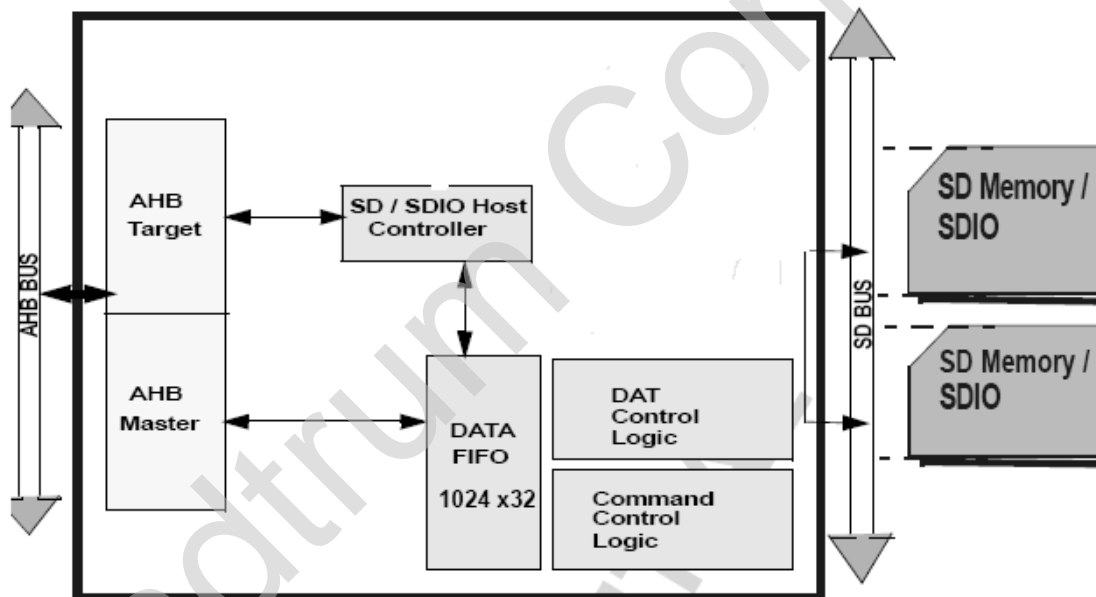 AHB BUS
AHB
Target
AHB
Master
SD / SDIO Host
Controller
DATA
FIFO
1024 x32
DAT
Control
Logic
Command
Control
Logic
SD BUS
SD Memory /
SDIO
SD Memory /
SDIO